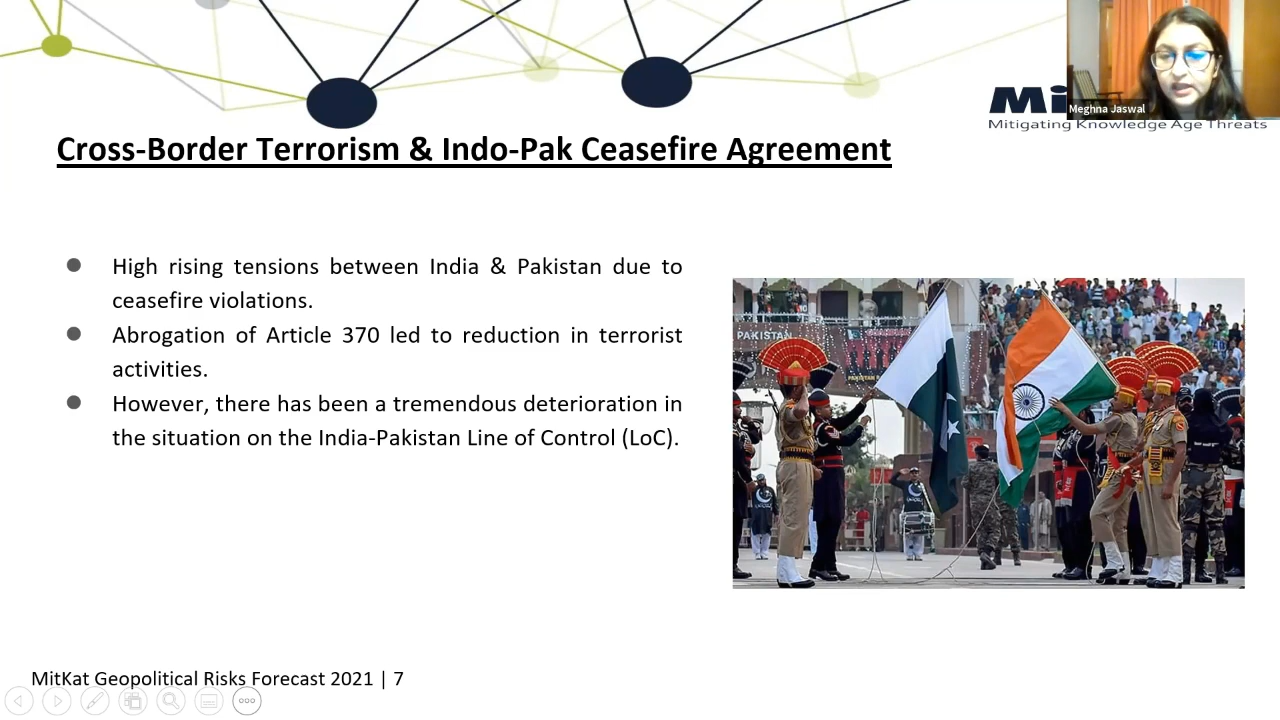 Mi
Meghna Jaswal
Mitigating Knowledge Age Threats
Cross-Border Terrorism & Indo-Pak Ceasefire Agreement
● High rising tensions between India & Pakistan due to
ceasefire violations.
● Abrogation of Article 370 led to reduction in terrorist
activities.
● However, there has been a tremendous deterioration in
the situation on the India-Pakistan Line of Control (LoC).
PAKISTAN
MitKat Geopolitical Risks Forecast 2021 | 7